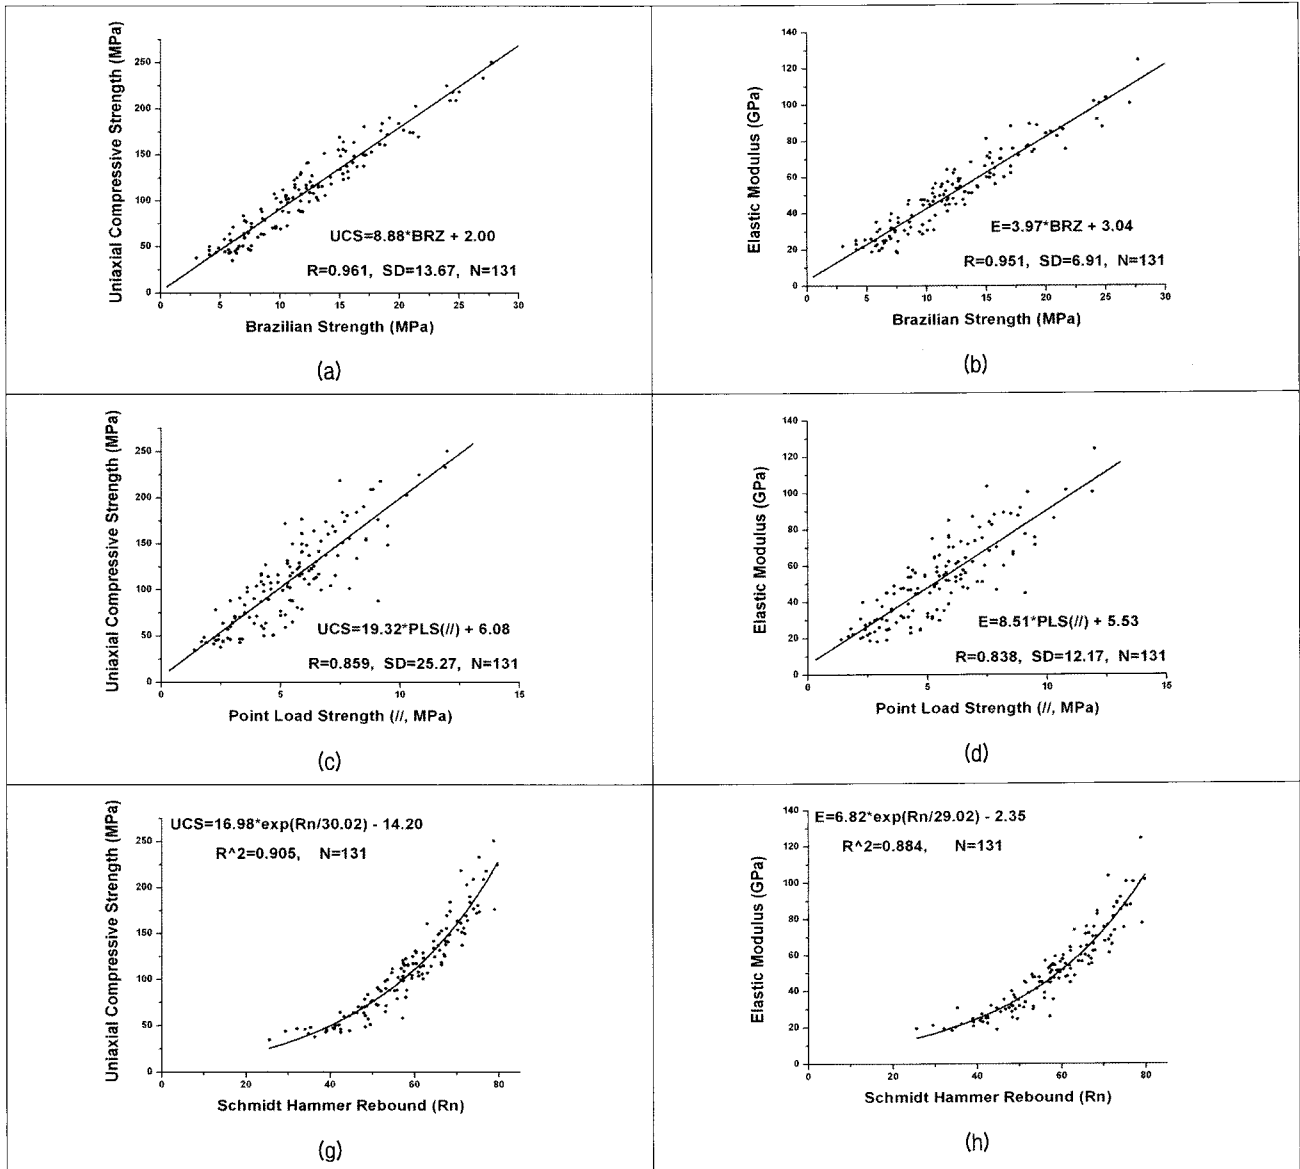 Uniaxial Compressive Strength (MPa)
250
200
150
100
50
0
UCS=8.88*BRZ + 2.00
R=0.961, SD=13.67, N=131
0 5 10 15 20 25 30
Brazilian Strength (MPa)
(a)
Elastic Modulus (GPa)
140
120
100
80
60
40
20
0
E=3.97*BRZ + 3.04
R=0.951, SD=6.91, N=131
0 5 10 15 20 25 30
Brazilian Strength (MPa)
(b)
Uniaxial Compressive Strength (MPa)
250
200
150
100
50
0
UCS=19.32*PLS(//) + 6.08
R=0.859, SD=25.27, N=131
0 5 10 15
Point Load Strength (//, MPa)
(c)
Elastic Modulus (GPa)
140
120
100
80
60
40
20
0
E=8.51*PLS(//) + 5.53
R=0.838, SD=12.17, N=131
0 5 10 15
Point Load Strength (//, MPa)
(d)
Uniaxial Compressive Strength (MPa)
UCS=16.98*exp(Rn/30.02) - 14.20
R^2=0.905, N=131
250
200
150
100
50
0
0 20 40 60 80
Schmidt Hammer Rebound (Rn)
(g)
Elastic Modulus (GPa)
E=6.82*exp(Rn/29.02) - 2.35
R^2=0.884, N=131
140
120
100
80
60
40
20
0
0 20 40 60 80
Schmidt Hammer Rebound (Rn)
(h)